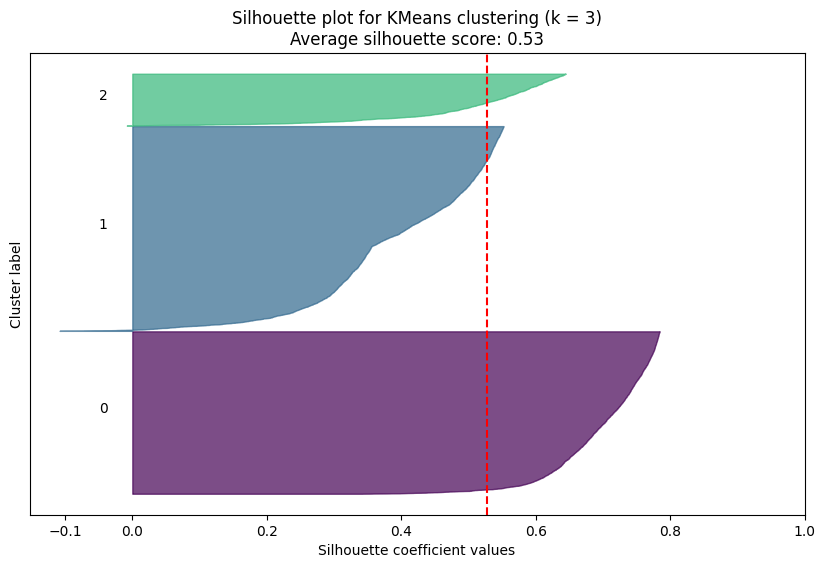 Silhouette plot for KMeans clustering (k = 3)
Average silhouette score: 0.53
2
1
0
Cluster label
−0.1 0.0 0.2 0.4 0.6 0.8 1.0
Silhouette coefficient values